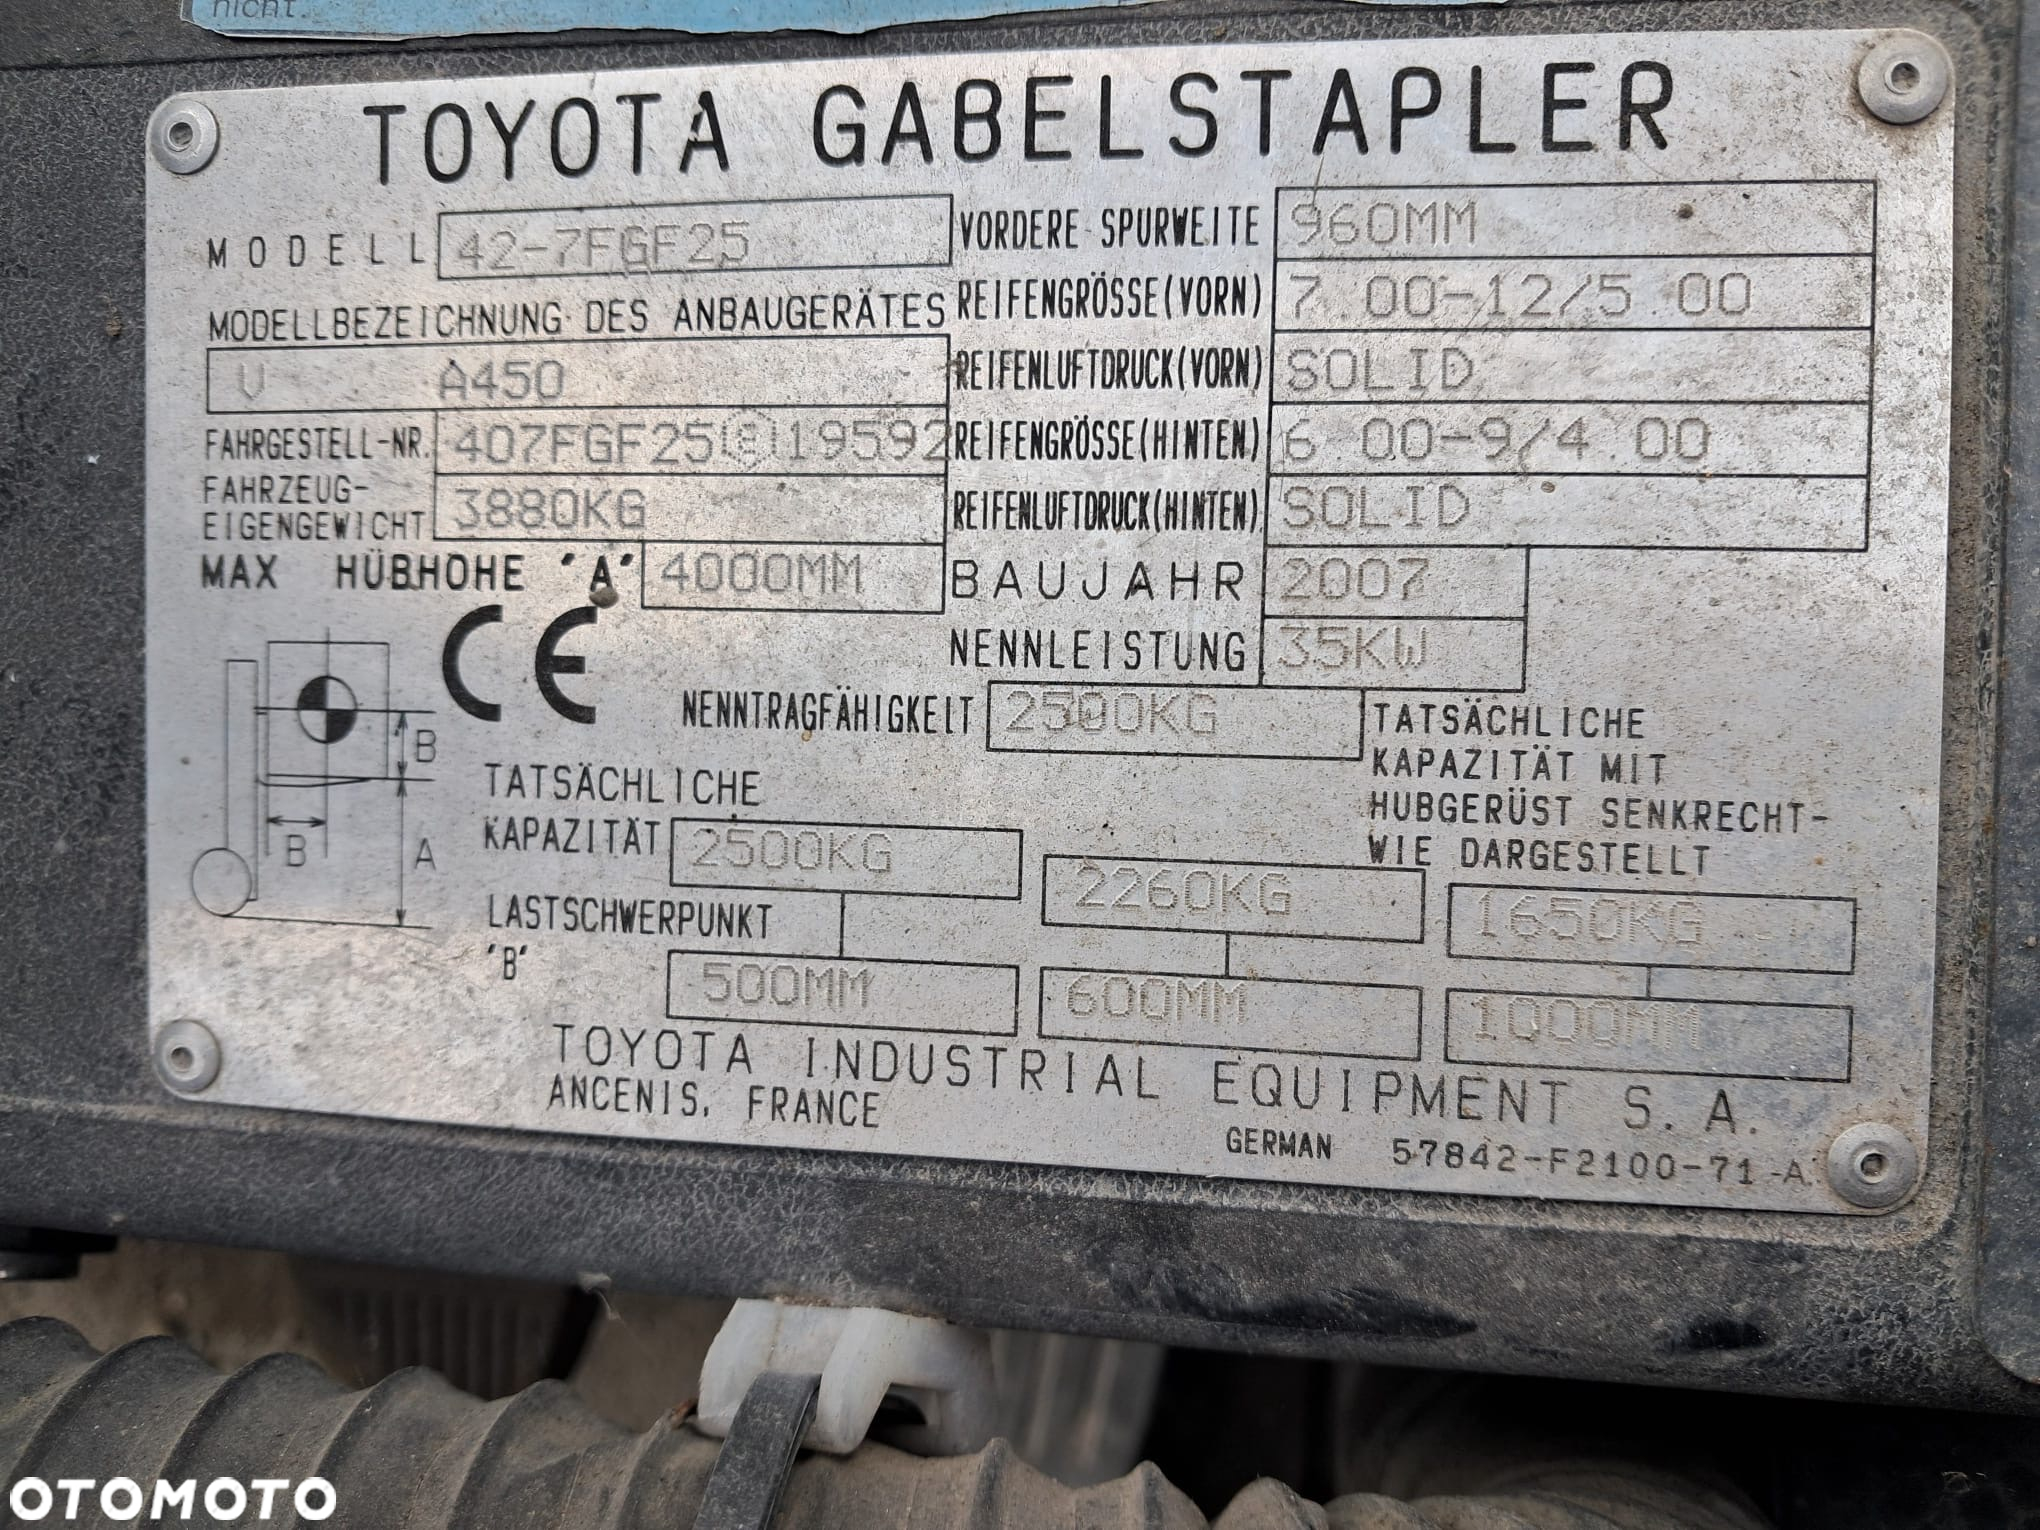 nicht.
TOYOTA GABELSTAPLER
MODELL 42-7FGF25
VORDERE SPURWEITE 960MM
MODELLBEZEICHNUNG DES ANBAUGERÄTES
REIFENGRÖSSE(VORN) 7.00-12/5.00
V A450
REIFENLUFTDRUCK(VORN) SOLID
FAHRGESTELL-NR. 407FGF25 E 19592
REIFENGRÖSSE(HINTEN) 6.00-9/4.00
FAHRZEUG-
EIGENGEWICHT 3880KG
REIFENLUFTDRUCK(HINTEN) SOLID
MAX HÜBHÖHE 'A' 4000MM
BAUJAHR 2007
CE
NENNLEISTUNG 35KW
NENNTRAGFÄHIGKEIT 2500KG
TATSÄCHLICHE
KAPAZITÄT MIT
HUBGERÜST SENKRECHT-
WIE DARGESTELLT
B
B
A
TATSÄCHLICHE
KAPAZITÄT 2500KG 2260KG 1650KG
LASTSCHWERPUNKT
'B' 500MM 600MM 1000MM
TOYOTA INDUSTRIAL EQUIPMENT S.A.
ANCENIS, FRANCE
GERMAN 57842-F2100-71-A
OTOMOTO